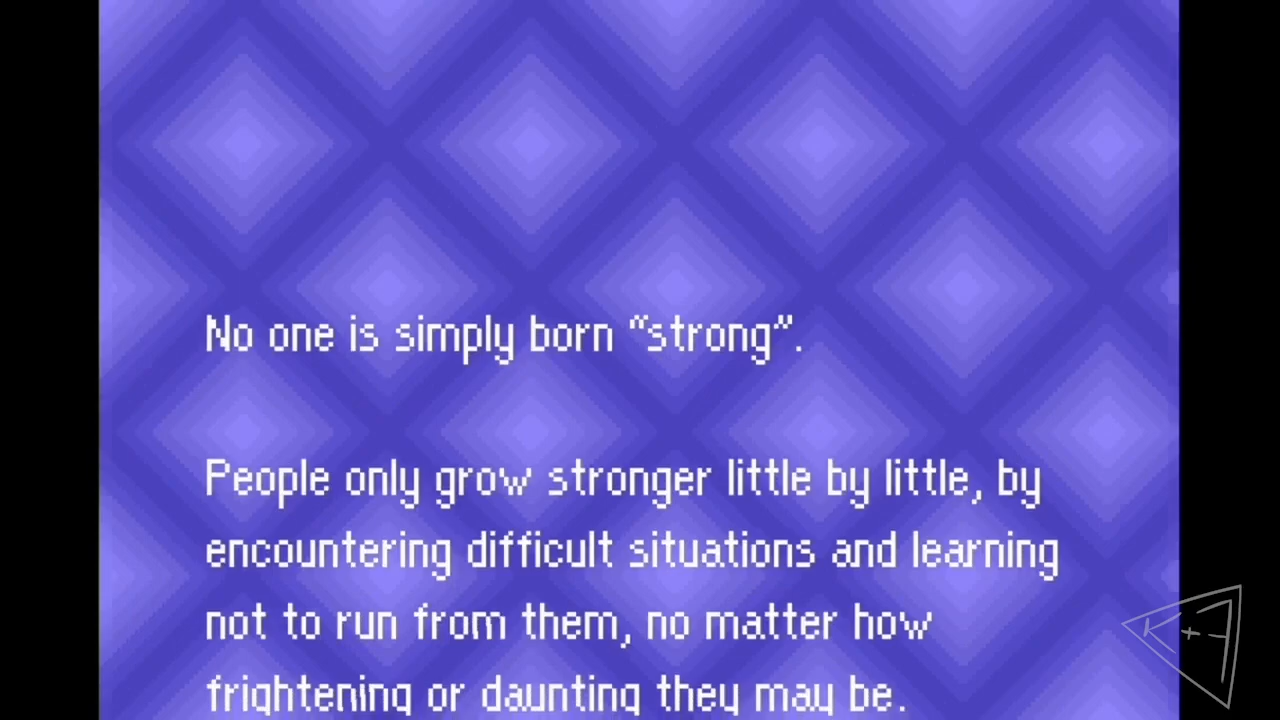 No one is simply born “strong”.
People only grow stronger little by little, by
encountering difficult situations and learning
not to run from them, no matter how
frightening or daunting they may be.